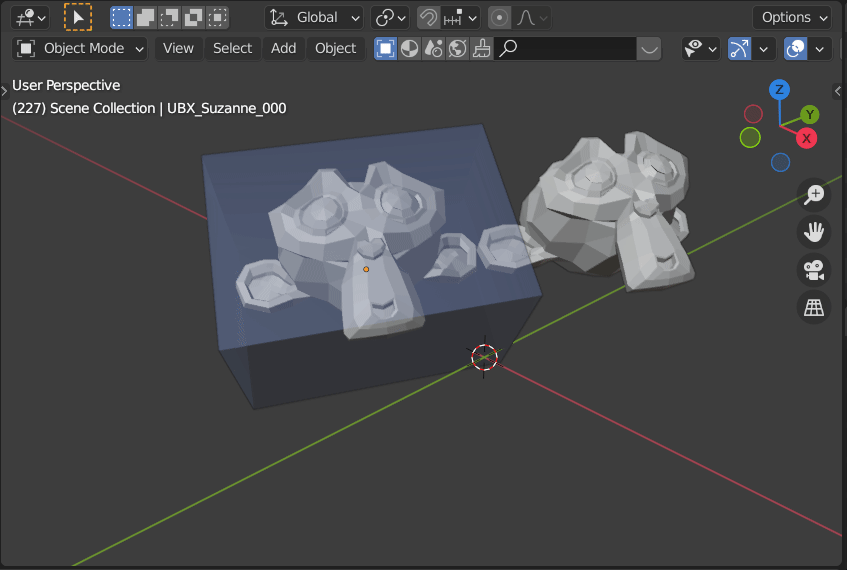 Global
Options
Object Mode
View
Select
Add
Object
User Perspective
(227) Scene Collection | UBX_Suzanne_000
Z
Y
X